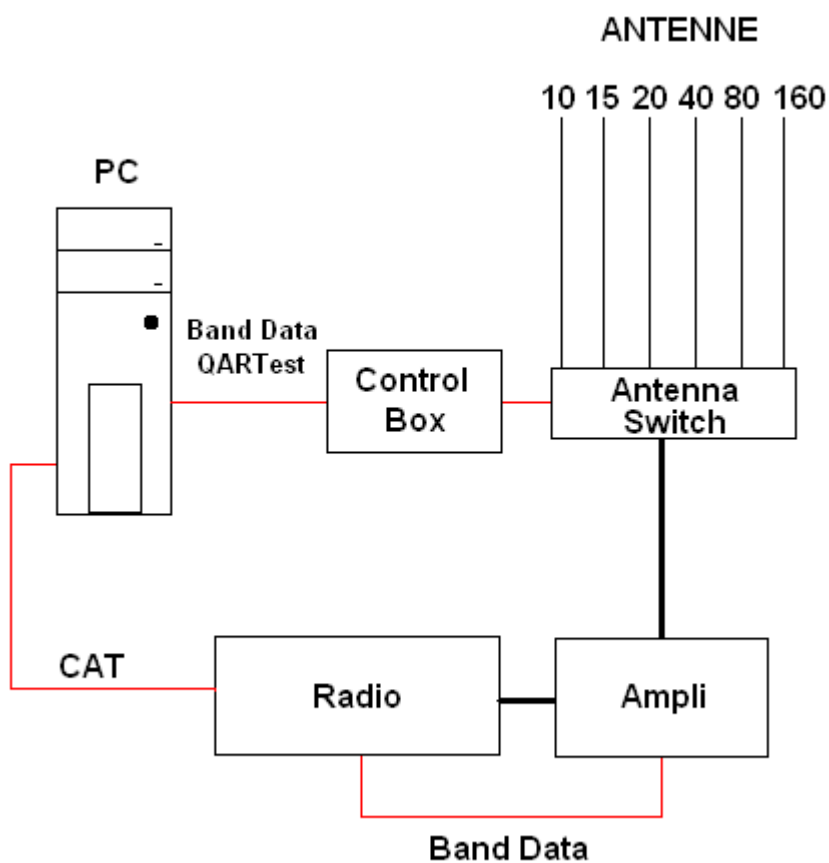 ANTENNE
10 15 20 40 80 160
PC
Band Data
QARTest
Control
Box
Antenna
Switch
CAT
Radio
Ampli
Band Data